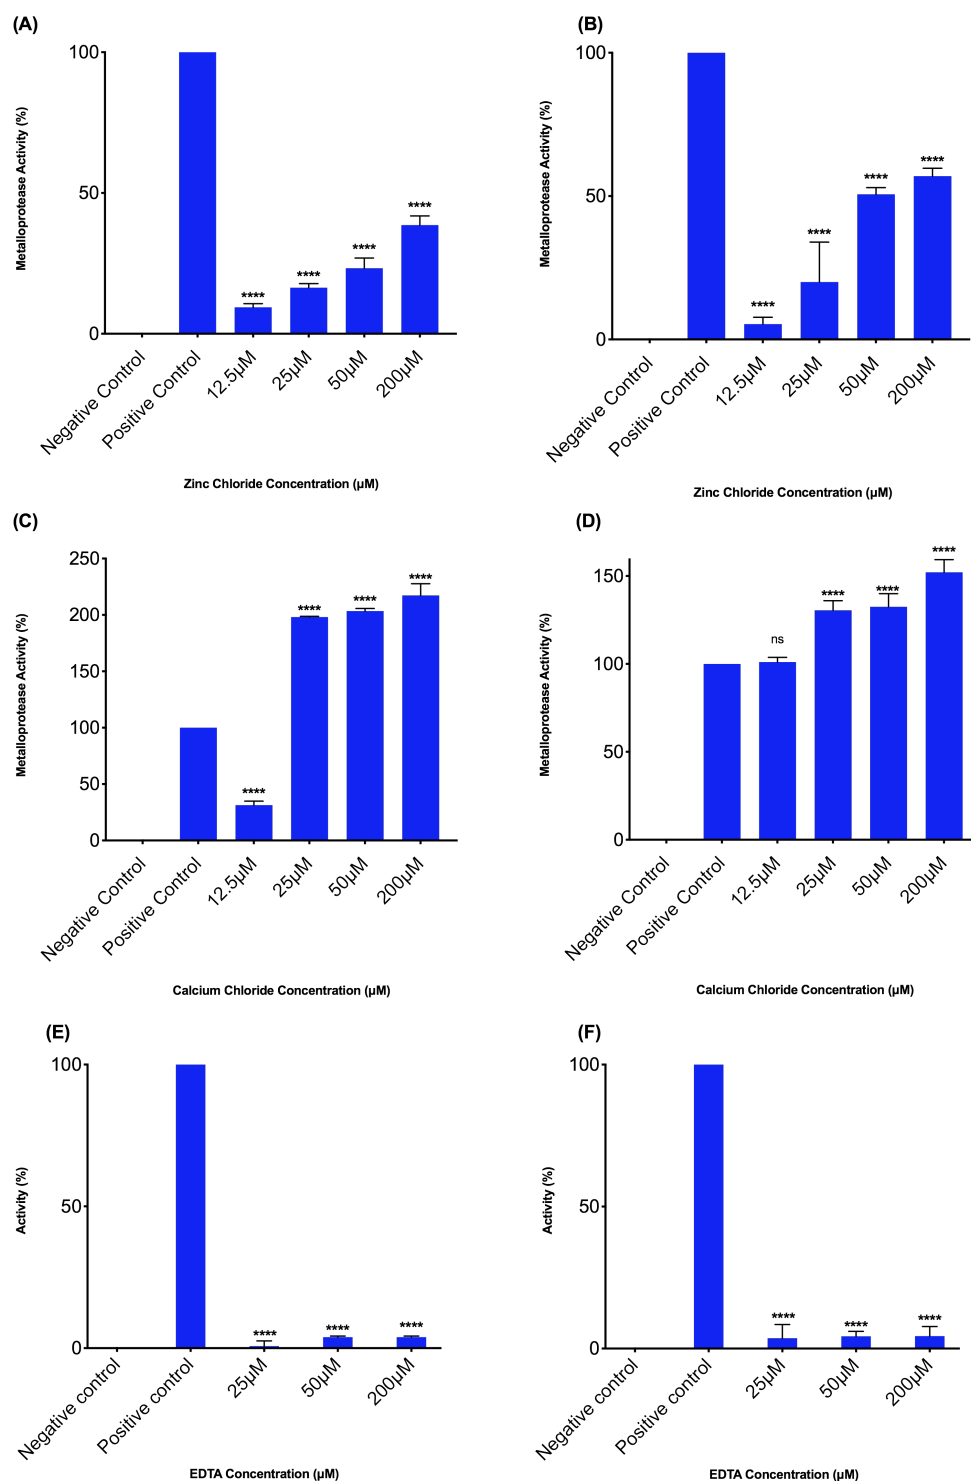 (A)
Metalloprotease Activity (%)
100
50
0
****
****
****
****
Negative Control
Positive Control
12.5µM
25µM
50µM
200µM
Zinc Chloride Concentration (µM)
(B)
Metalloprotease Activity (%)
100
50
0
****
****
****
****
Negative Control
Positive Control
12.5µM
25µM
50µM
200µM
Zinc Chloride Concentration (µM)
(C)
Metalloprotease Activity (%)
250
200
150
100
50
0
****
****
****
****
Negative Control
Positive Control
12.5µM
25µM
50µM
200µM
Calcium Chloride Concentration (µM)
(D)
Metalloprotease Activity (%)
150
100
50
0
ns
****
****
****
Negative Control
Positive Control
12.5µM
25µM
50µM
200µM
Calcium Chloride Concentration (µM)
(E)
Activity (%)
100
50
0
****
****
****
Negative control
Positive control
25µM
50µM
200µM
EDTA Concentration (µM)
(F)
Activity (%)
100
50
0
****
****
****
Negative control
Positive control
25µM
50µM
200µM
EDTA Concentration (µM)